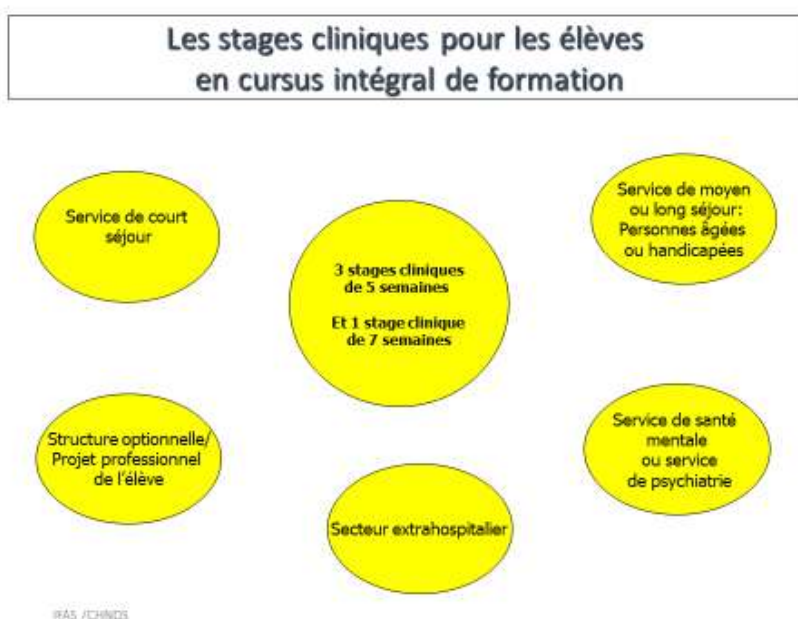 Les stages cliniques pour les élèves
en cursus intégral de formation
Service de court
séjour
3 stages cliniques
de 5 semaines
Et 1 stage clinique
de 7 semaines
Service de moyen
ou long séjour:
Personnes âgées
ou handicapées
Structure optionnelle/
Projet professionnel
de l'élève
Secteur extrahospitalier
Service de santé
mentale
ou service
de psychiatrie
IFAS /CHNDS